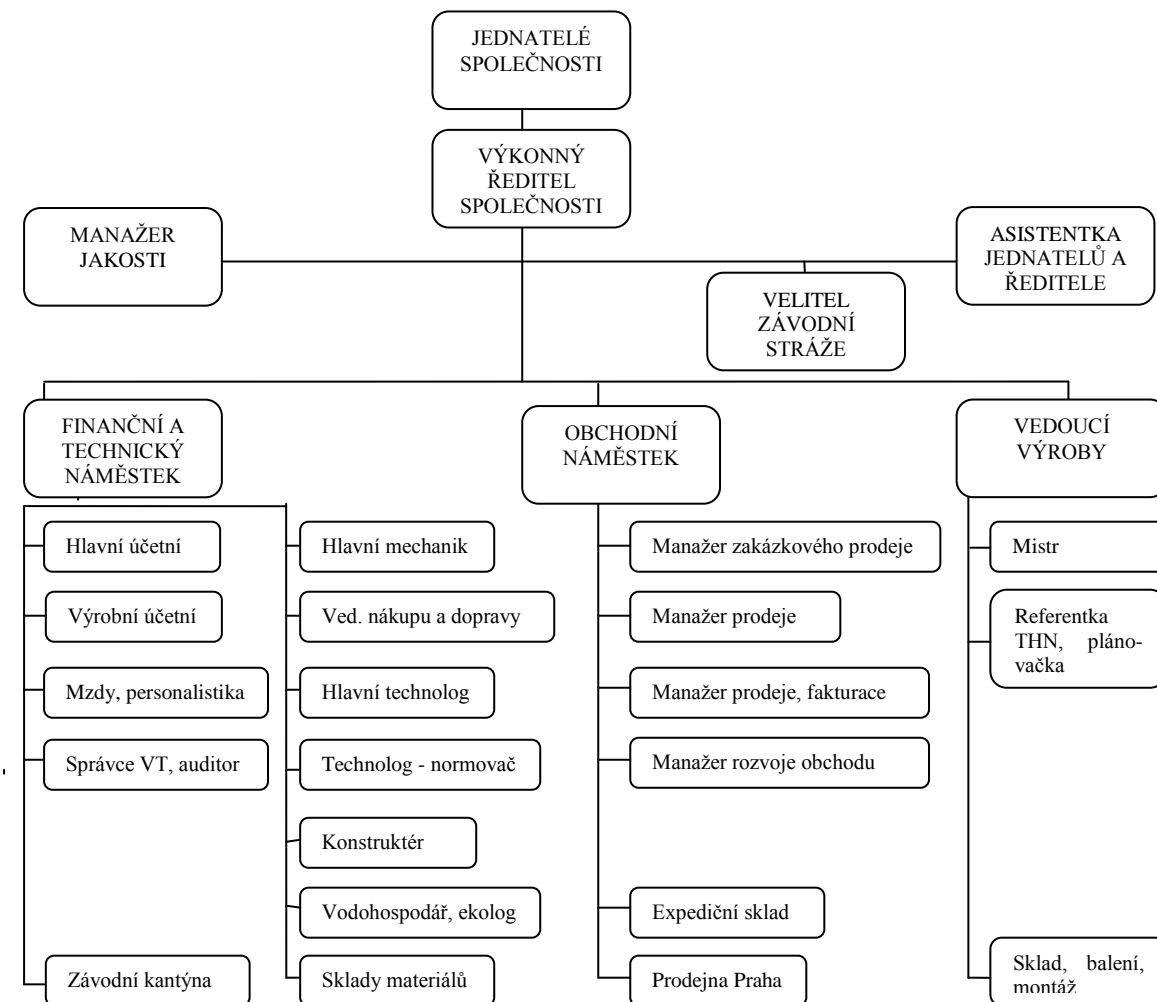 JEDNATELÉ
SPOLEČNOSTI
VÝKONNÝ
ŘEDITEL
SPOLEČNOSTI
MANAŽER
JAKOSTI
ASISTENTKA
JEDNATELŮ A
ŘEDITELE
VELITEL
ZÁVODNÍ
STRÁŽE
FINANČNÍ A
TECHNICKÝ
NÁMĚSTEK
OBCHODNÍ
NÁMĚSTEK
VEDOUCÍ
VÝROBY
Hlavní účetní
Výrobní účetní
Mzdy, personalistika
Správce VT, auditor
Závodní kantýna
Hlavní mechanik
Ved. nákupu a dopravy
Hlavní technolog
Technolog - normovač
Konstruktér
Vodohospodář, ekolog
Sklady materiálů
Manažer zakázkového prodeje
Manažer prodeje
Manažer prodeje, fakturace
Manažer rozvoje obchodu
Expediční sklad
Prodejna Praha
Mistr
Referentka
THN, pláno-
vačka
Sklad, balení,
montáž